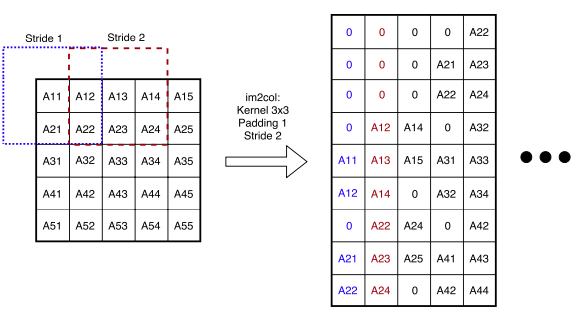 Stride 1
Stride 2
A11 A12 A13 A14 A15
A21 A22 A23 A24 A25
A31 A32 A33 A34 A35
A41 A42 A43 A44 A45
A51 A52 A53 A54 A55
im2col:
Kernel 3x3
Padding 1
Stride 2
0 0 0 0 A22
0 0 0 A21 A23
0 0 0 A22 A24
0 A12 A14 0 A32
A11 A13 A15 A31 A33
A12 A14 0 A32 A34
0 A22 A24 0 A42
A21 A23 A25 A41 A43
A22 A24 0 A42 A44